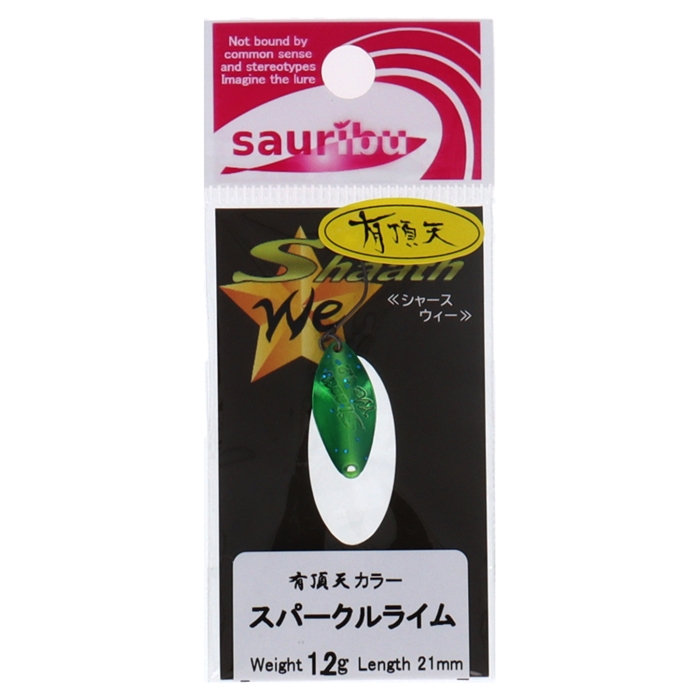 Not bound by
common sense
and stereotypes
Imagine the lure
sauribu
有頂天
Shaath
We
≪シャース
ウィー≫
有頂天カラー
スパークルライム
Weight 1.2g Length 21mm